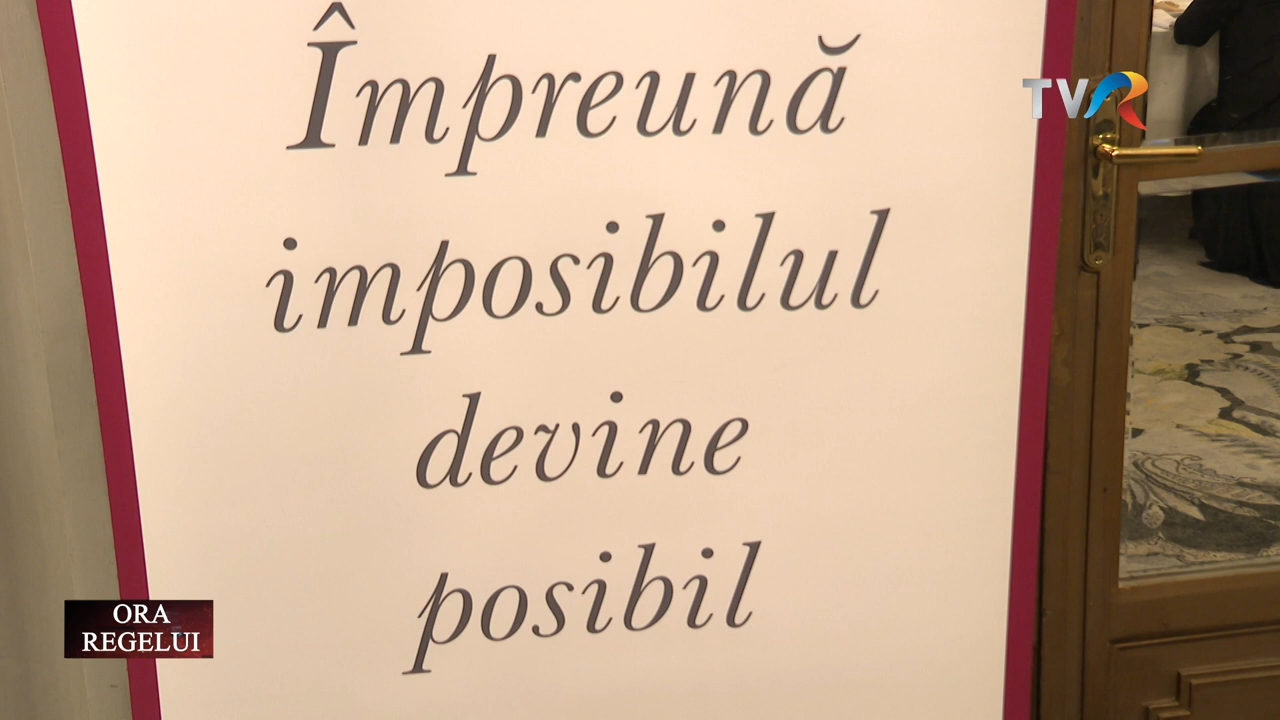 Împreună
imposibilul
devine
posibil
TVR
ORA
REGELUI